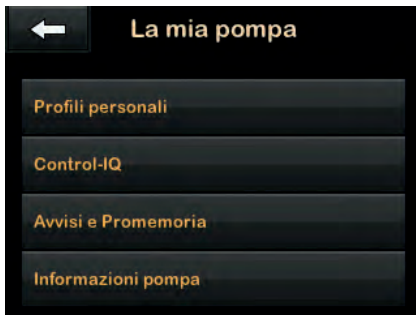 La mia pompa
Profili personali
Control-IQ
Avvisi e Promemoria
Informazioni pompa